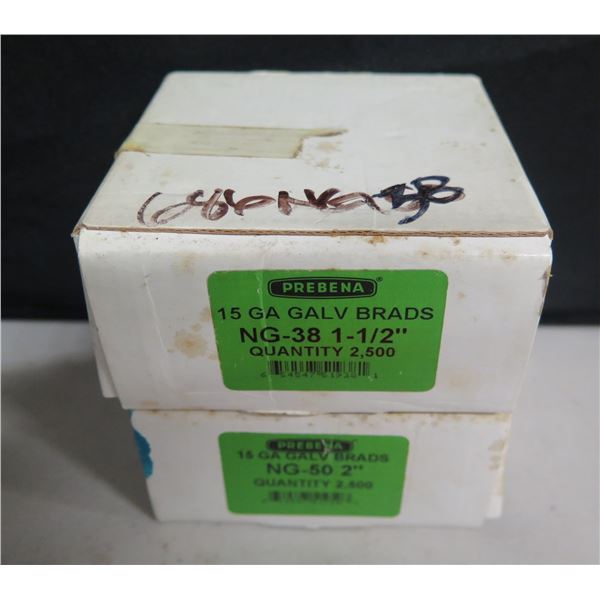 PREBENA
15 GA GALV BRADS
NG-38 1-1/2"
QUANTITY 2,500
PREBENA
15 GA GALV BRADS
NG-50 2"
QUANTITY 2,500